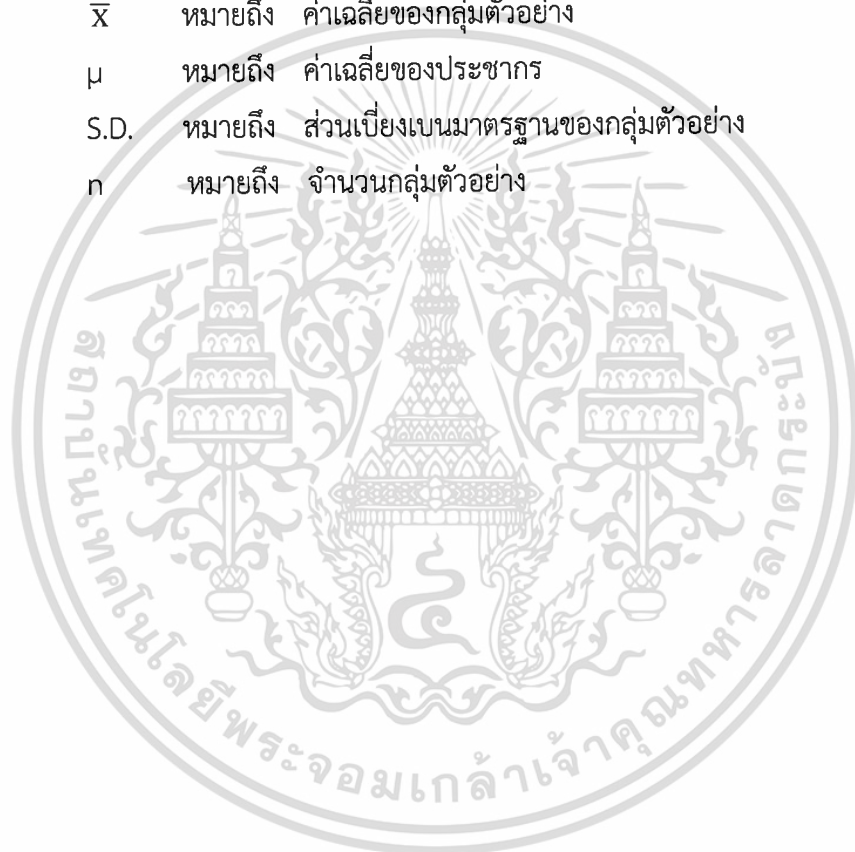 x̄ หมายถึง ค่าเฉลี่ยของกลุ่มตัวอย่าง
μ หมายถึง ค่าเฉลี่ยของประชากร
S.D. หมายถึง ส่วนเบี่ยงเบนมาตรฐานของกลุ่มตัวอย่าง
n หมายถึง จำนวนกลุ่มตัวอย่าง
สถาบันเทคโนโลยีพระจอมเกล้าเจ้าคุณทหารลาดกระบัง
๔